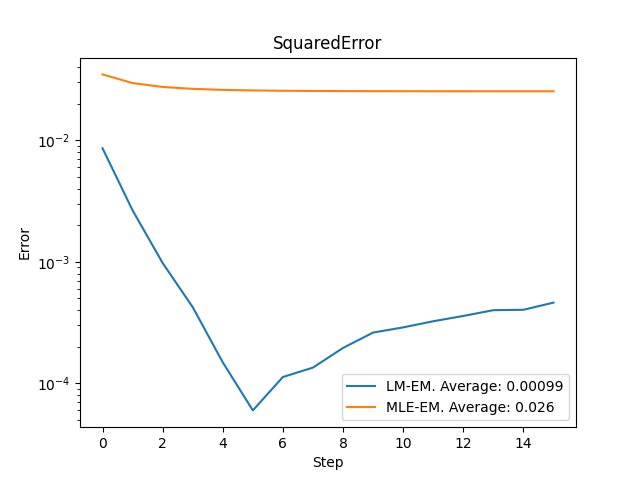 SquaredError
Error
10⁻²
10⁻³
10⁻⁴
LM-EM. Average: 0.00099
MLE-EM. Average: 0.026
0 2 4 6 8 10 12 14
Step